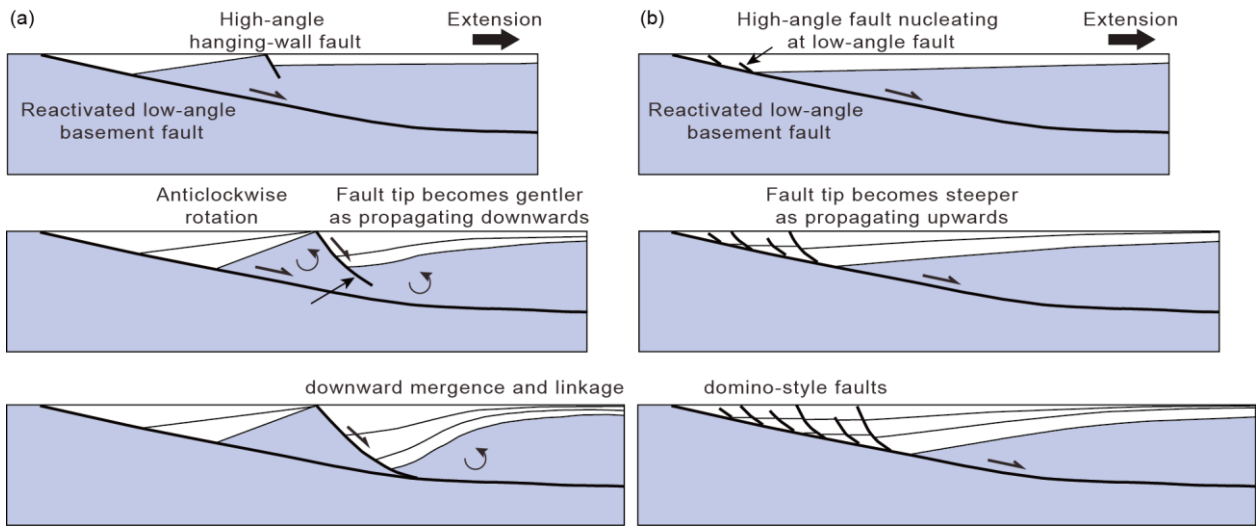 (a)
High-angle
hanging-wall fault
Extension
Reactivated low-angle
basement fault
Anticlockwise
rotation
Fault tip becomes gentler
as propagating downwards
downward mergence and linkage
(b)
High-angle fault nucleating
at low-angle fault
Extension
Reactivated low-angle
basement fault
Fault tip becomes steeper
as propagating upwards
domino-style faults